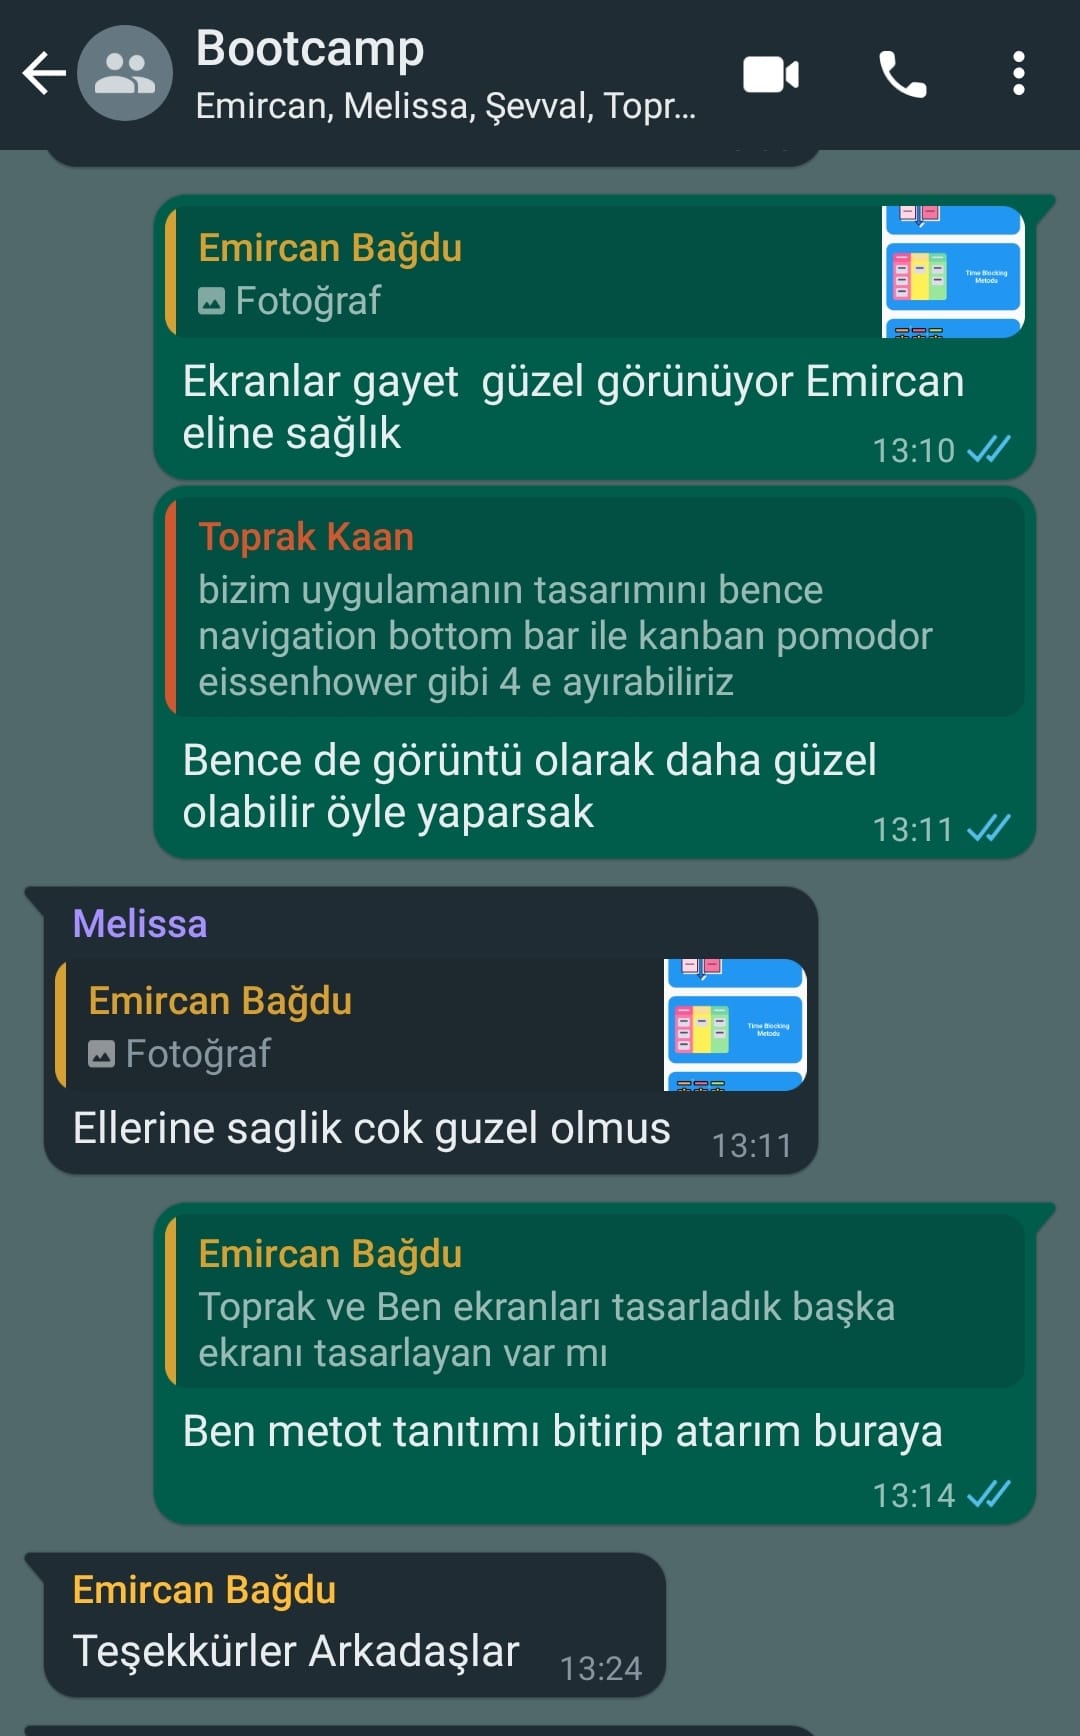 Bootcamp
Emircan, Melissa, Şevval, Topr...
Emircan Bağdu
Fotoğraf
Time Blocking
Metodu
Ekranlar gayet  güzel görünüyor Emircan
eline sağlık
13:10
Toprak Kaan
bizim uygulamanın tasarımını bence
navigation bottom bar ile kanban pomodor
eissenhower gibi 4 e ayırabiliriz
Bence de görüntü olarak daha güzel
olabilir öyle yaparsak
13:11
Melissa
Emircan Bağdu
Fotoğraf
Time Blocking
Metodu
Ellerine saglik cok guzel olmus
13:11
Emircan Bağdu
Toprak ve Ben ekranları tasarladık başka
ekranı tasarlayan var mı
Ben metot tanıtımı bitirip atarım buraya
13:14
Emircan Bağdu
Teşekkürler Arkadaşlar
13:24